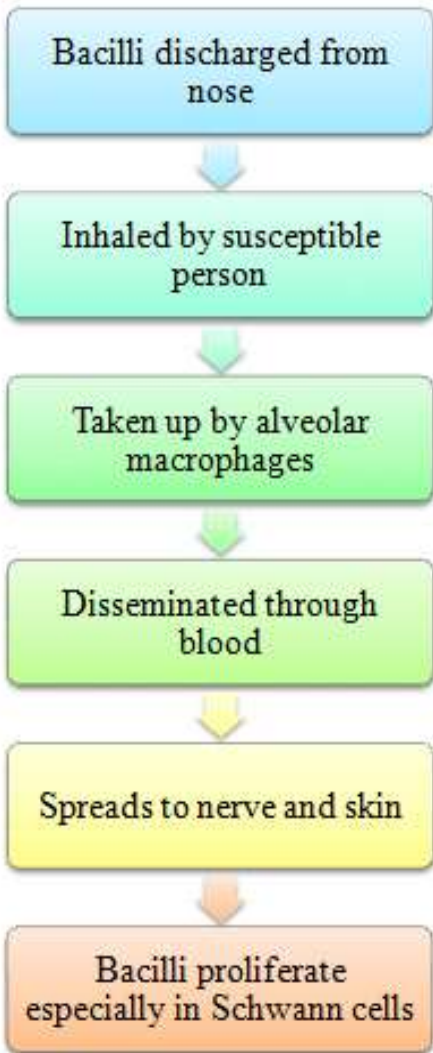 Bacilli discharged from
nose
Inhaled by susceptible
person
Taken up by alveolar
macrophages
Disseminated through
blood
Spreads to nerve and skin
Bacilli proliferate
especially in Schwann cells